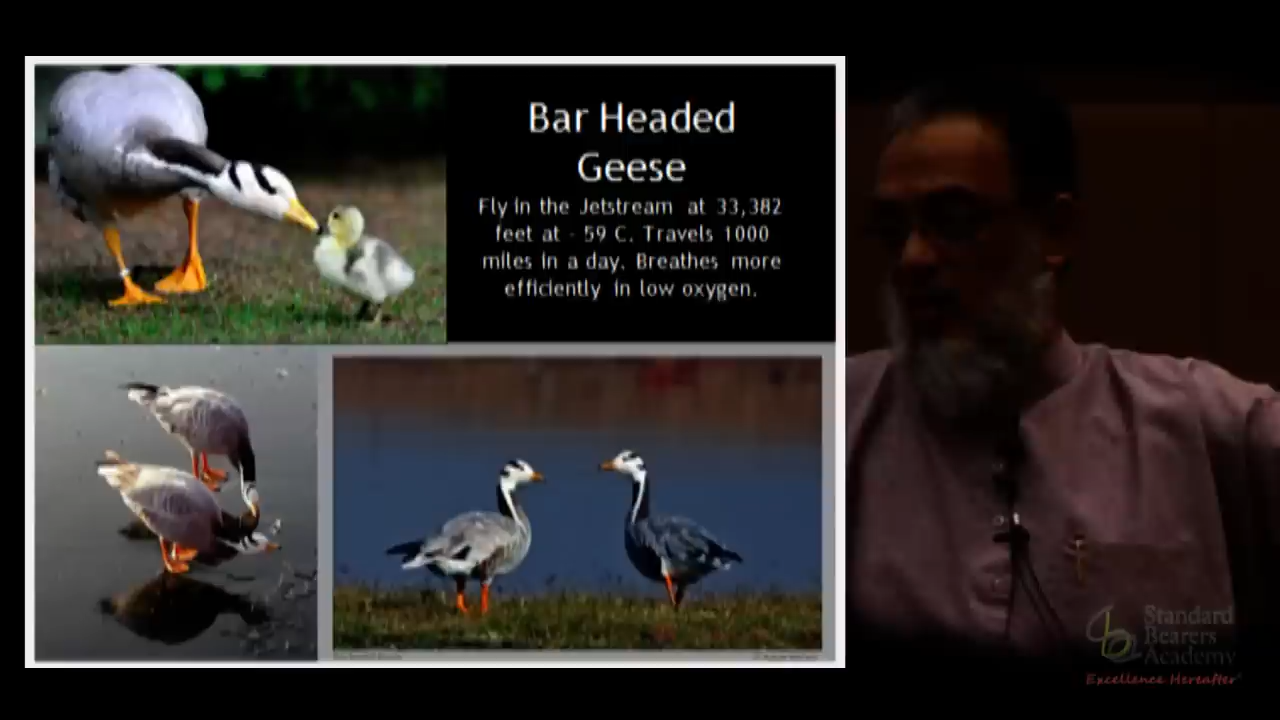 Bar Headed
Geese
Fly in the Jetstream at 33,382
feet at - 59 C. Travels 1000
miles in a day. Breathes more
efficiently in low oxygen.
Standard
Bearers
Academy
Excellence Hereafter